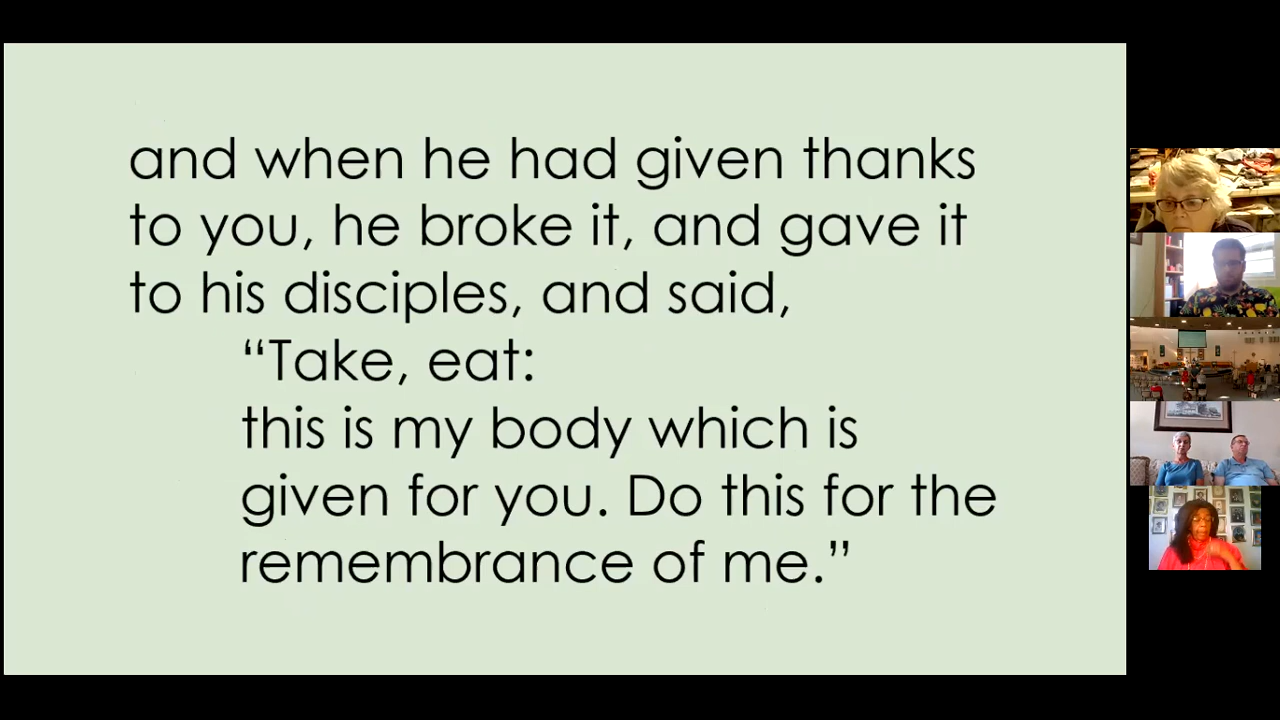 and when he had given thanks
to you, he broke it, and gave it
to his disciples, and said,
“Take, eat:
this is my body which is
given for you. Do this for the
remembrance of me.”